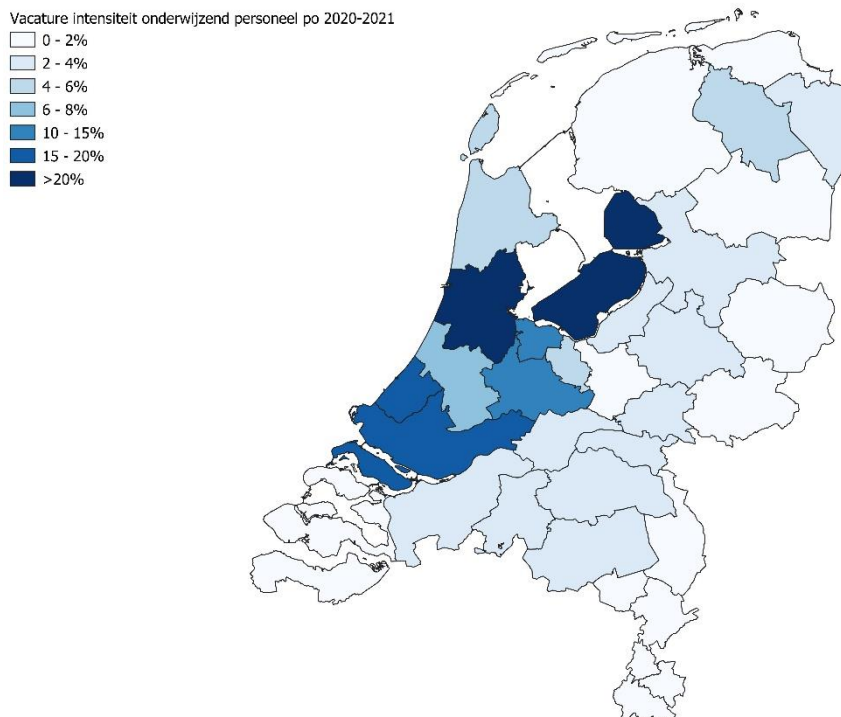 Vacature intensiteit onderwijzend personeel po 2020-2021
0 - 2%
2 - 4%
4 - 6%
6 - 8%
10 - 15%
15 - 20%
>20%